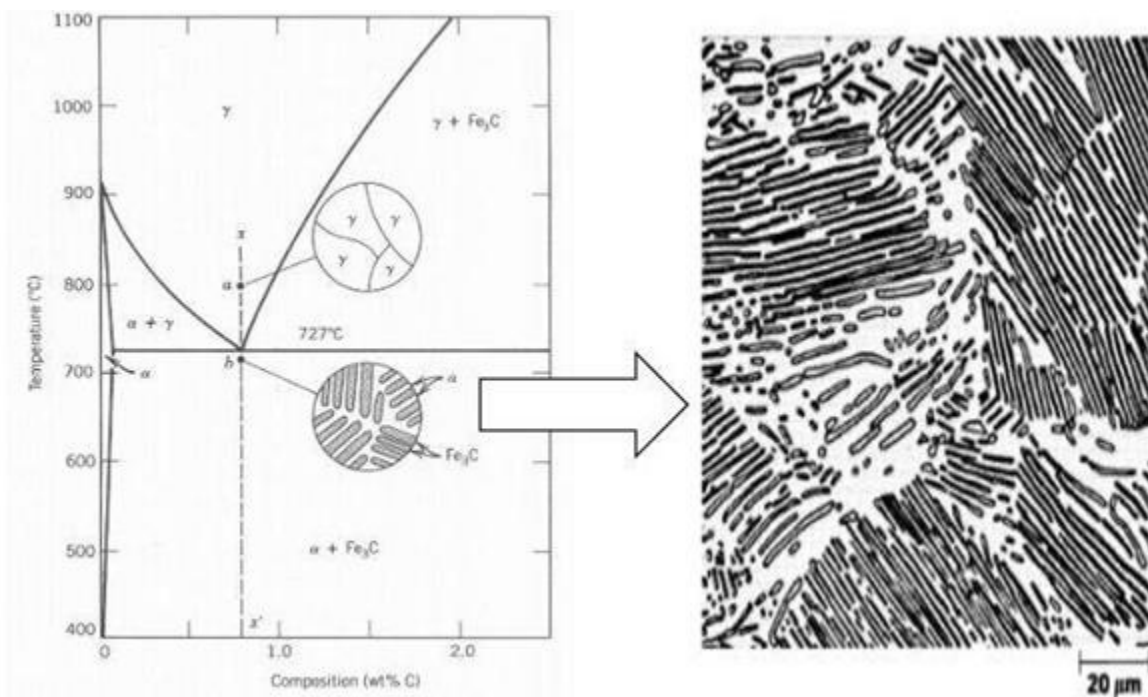 1100
1000
900
800
700
600
500
400
Temperature (°C)
γ
γ + Fe₃C
γ
γ
γ
γ
x
a
α + γ
727°C
b
α
α
Fe₃C
α + Fe₃C
x'
0
1.0
2.0
Composition (wt% C)
20 µm